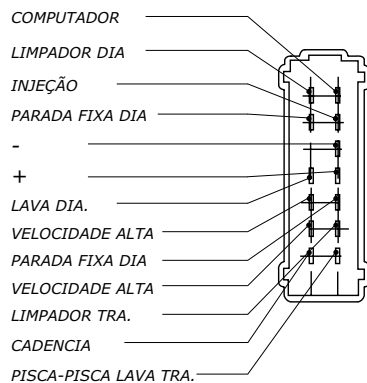 COMPUTADOR
LIMPADOR DIA
INJEÇÃO
PARADA FIXA DIA
-
+
LAVA DIA.
VELOCIDADE ALTA
PARADA FIXA DIA
VELOCIDADE ALTA
LIMPADOR TRA.
CADENCIA
PISCA-PISCA LAVA TRA.